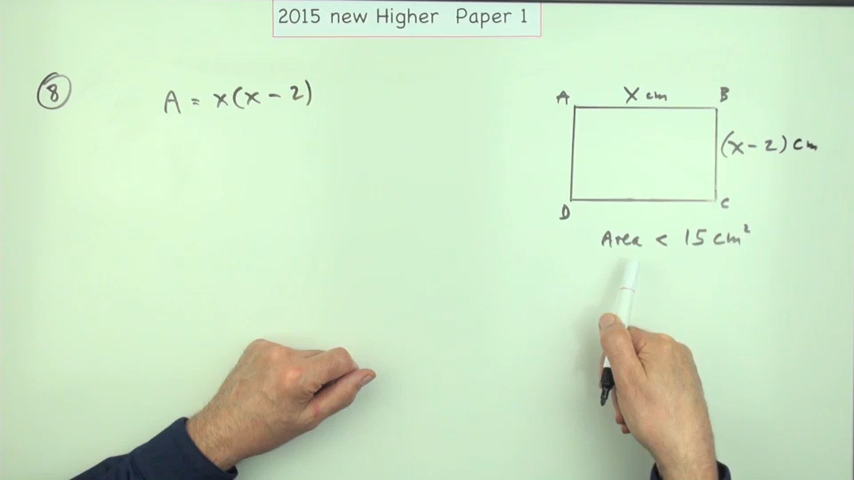 2015 new Higher Paper 1
8
A = x(x - 2)
A
x cm
B
(x - 2) cm
D
C
Area < 15 cm²